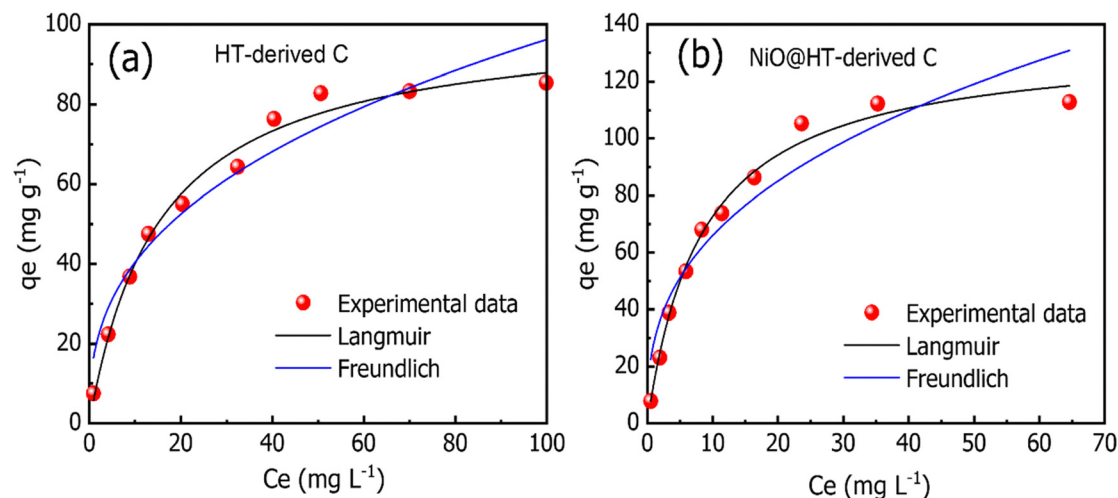 (a)
HT-derived C
qe (mg g⁻¹)
100
80
60
40
20
0
Experimental data
Langmuir
Freundlich
0 20 40 60 80 100
Ce (mg L⁻¹)
(b)
NiO@HT-derived C
qe (mg g⁻¹)
140
120
100
80
60
40
20
0
Experimental data
Langmuir
Freundlich
0 10 20 30 40 50 60 70
Ce (mg L⁻¹)